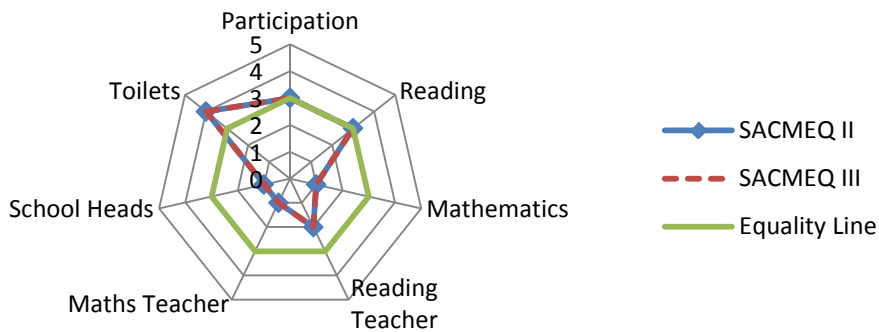 Participation
5
4
3
2
1
0
Toilets
Reading
School Heads
Mathematics
Maths Teacher
Reading
Teacher
SACMEQ II
SACMEQ III
Equality Line